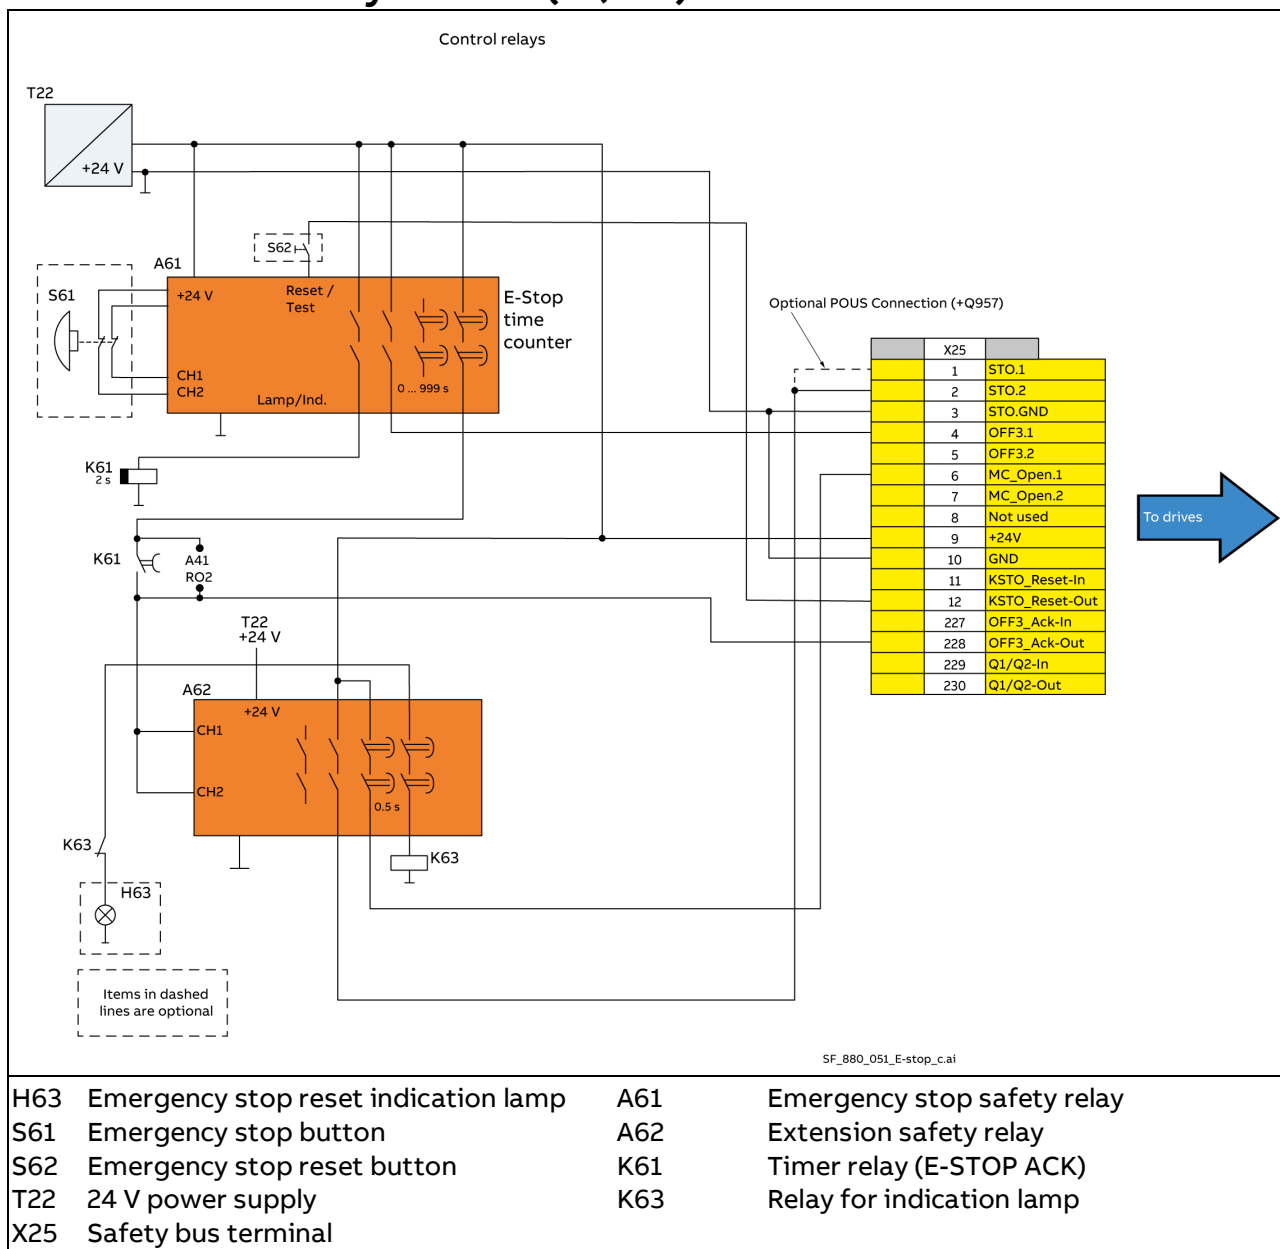 Control relays
T22
+24 V
S62
A61
S61
+24 V
Reset /
Test
E-Stop
time
counter
CH1
CH2
0 ... 999 s
Lamp/Ind.
Optional POUS Connection (+Q957)
X25
1 STO.1
2 STO.2
3 STO.GND
4 OFF3.1
5 OFF3.2
6 MC_Open.1
7 MC_Open.2
8 Not used
9 +24V
10 GND
11 KSTO_Reset-In
12 KSTO_Reset-Out
227 OFF3_Ack-In
228 OFF3_Ack-Out
229 Q1/Q2-In
230 Q1/Q2-Out
To drives
K61
2 s
K61
A41
RO2
T22
+24 V
A62
+24 V
CH1
CH2
0.5 s
K63
K63
H63
Items in dashed
lines are optional
SF_880_051_E-stop_c.ai
H63 Emergency stop reset indication lamp A61 Emergency stop safety relay
S61 Emergency stop button A62 Extension safety relay
S62 Emergency stop reset button K61 Timer relay (E-STOP ACK)
T22 24 V power supply K63 Relay for indication lamp
X25 Safety bus terminal